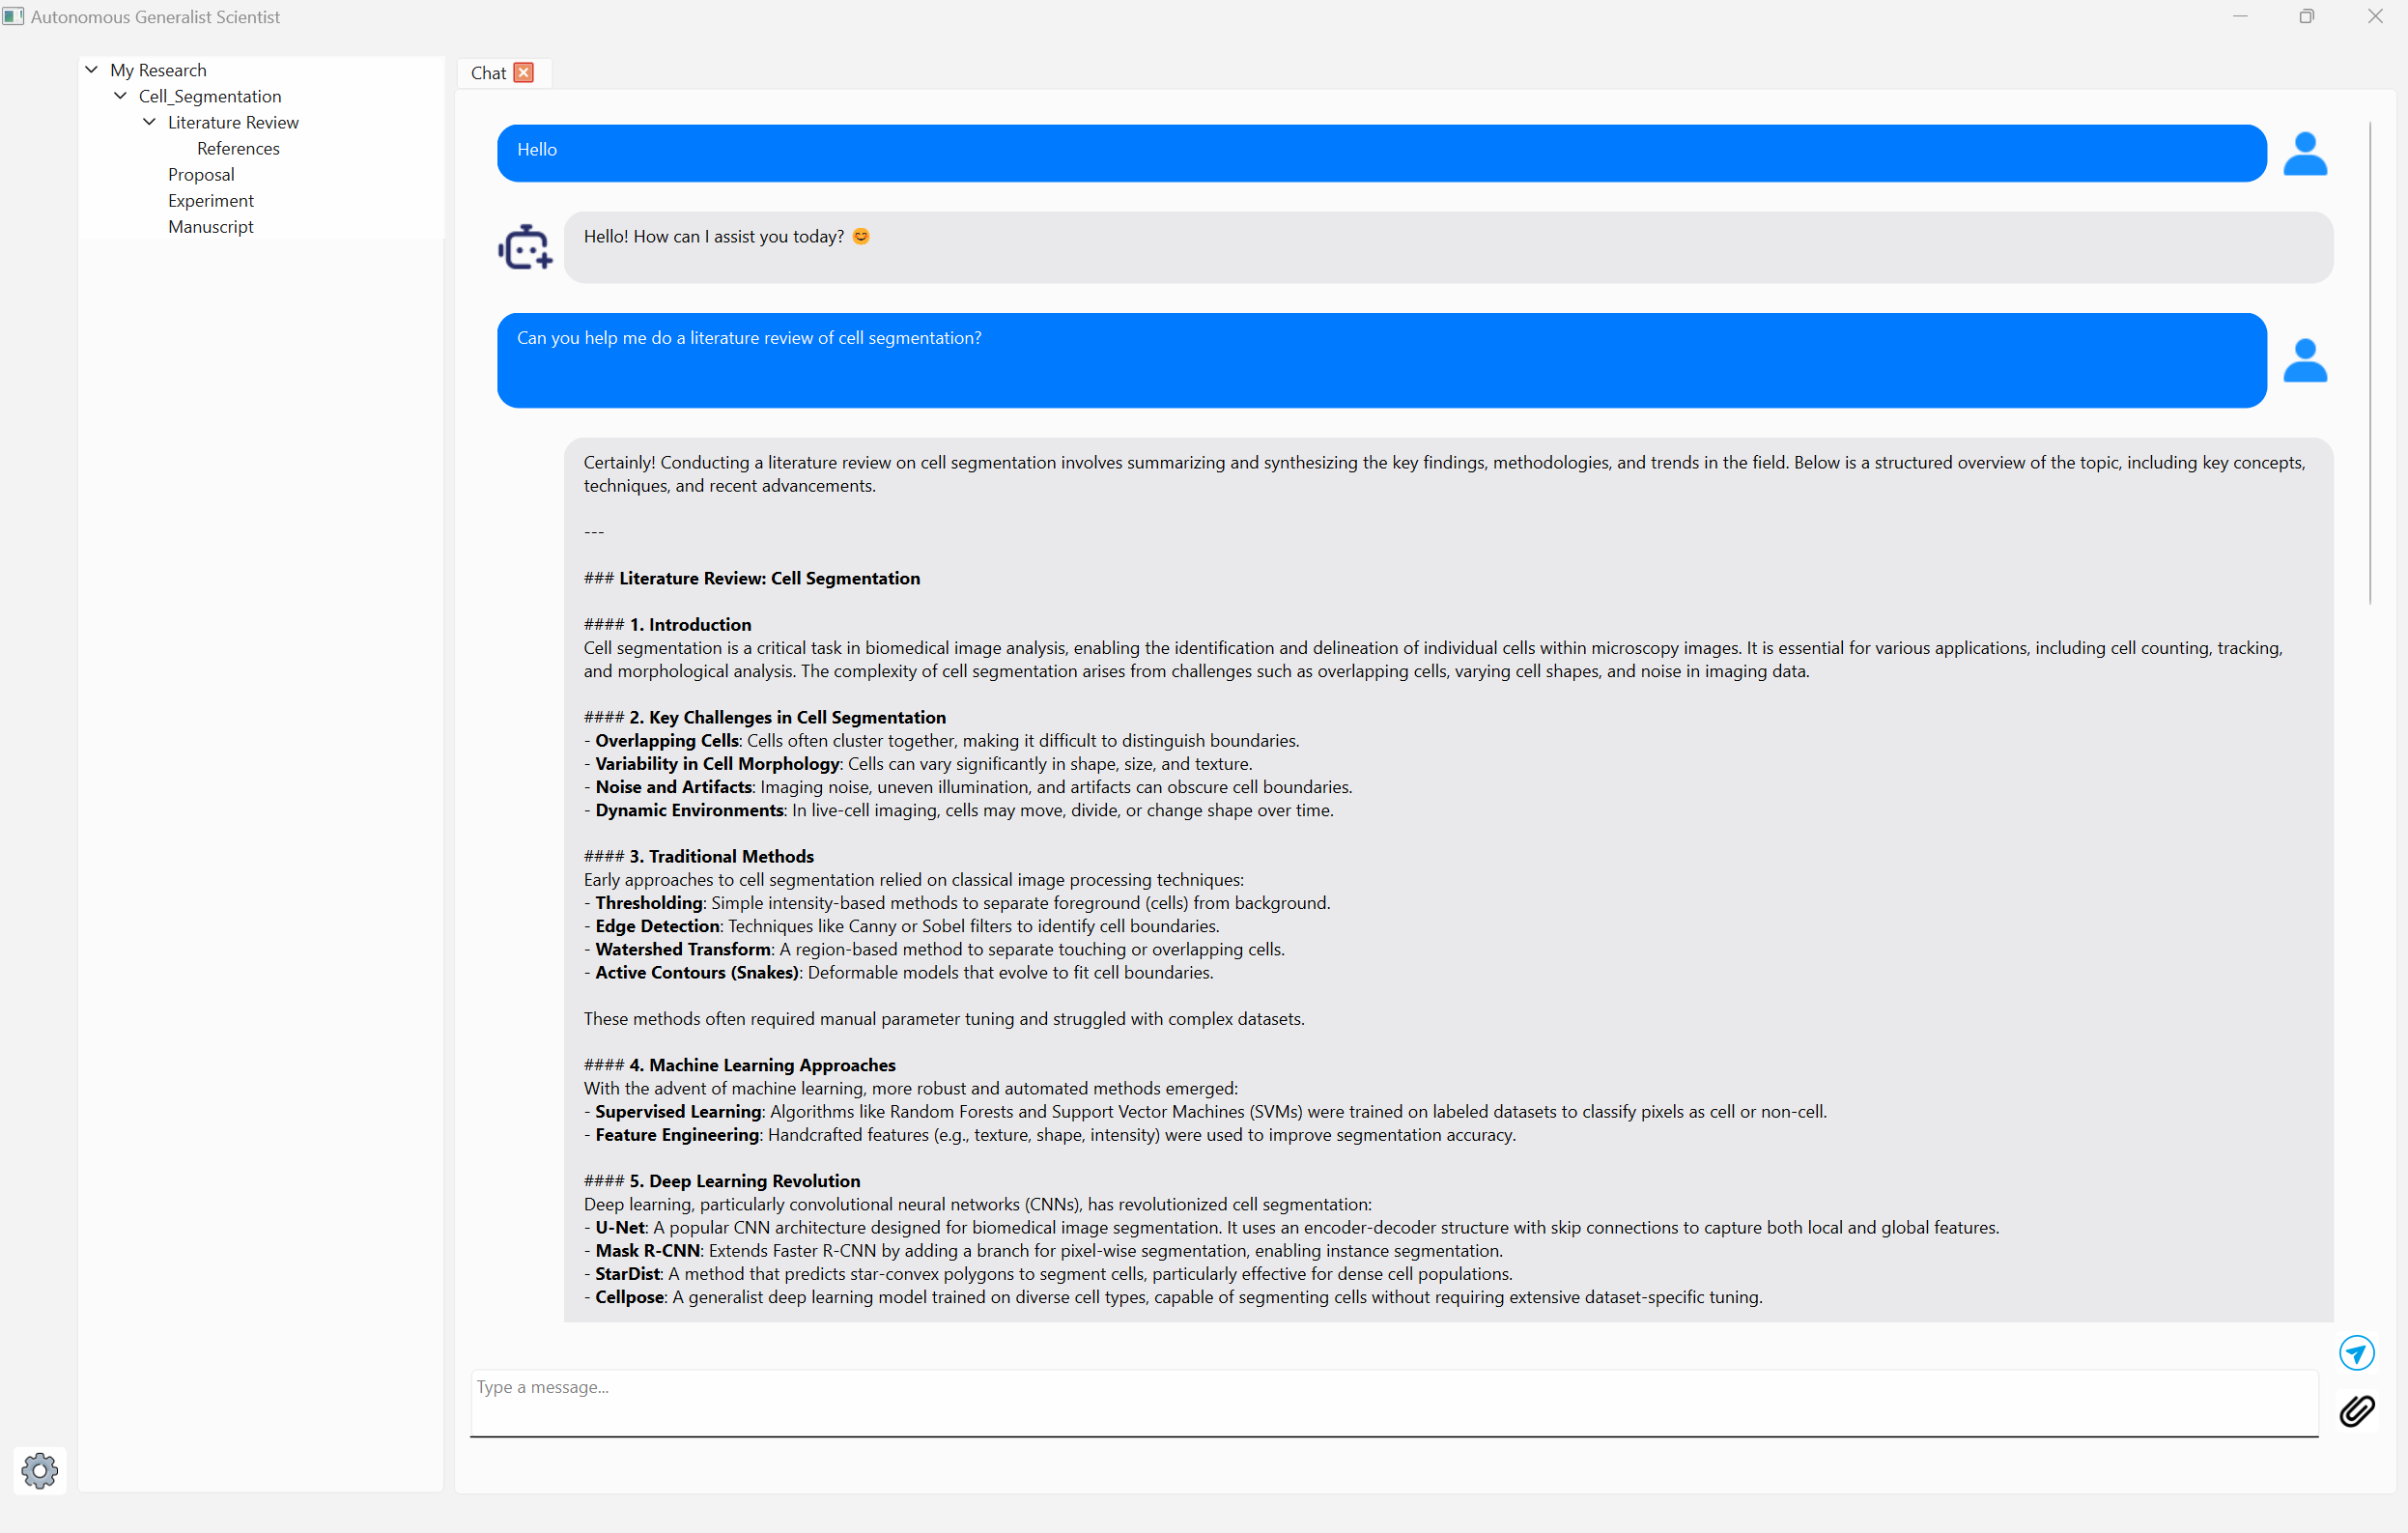 Autonomous Generalist Scientist
My Research
Cell_Segmentation
Literature Review
References
Proposal
Experiment
Manuscript
Chat
Hello
Hello! How can I assist you today? 😊
Can you help me do a literature review of cell segmentation?
Certainly! Conducting a literature review on cell segmentation involves summarizing and synthesizing the key findings, methodologies, and trends in the field. Below is a structured overview of the topic, including key concepts,
techniques, and recent advancements.
---
### Literature Review: Cell Segmentation
#### 1. Introduction
Cell segmentation is a critical task in biomedical image analysis, enabling the identification and delineation of individual cells within microscopy images. It is essential for various applications, including cell counting, tracking,
and morphological analysis. The complexity of cell segmentation arises from challenges such as overlapping cells, varying cell shapes, and noise in imaging data.
#### 2. Key Challenges in Cell Segmentation
- Overlapping Cells: Cells often cluster together, making it difficult to distinguish boundaries.
- Variability in Cell Morphology: Cells can vary significantly in shape, size, and texture.
- Noise and Artifacts: Imaging noise, uneven illumination, and artifacts can obscure cell boundaries.
- Dynamic Environments: In live-cell imaging, cells may move, divide, or change shape over time.
#### 3. Traditional Methods
Early approaches to cell segmentation relied on classical image processing techniques:
- Thresholding: Simple intensity-based methods to separate foreground (cells) from background.
- Edge Detection: Techniques like Canny or Sobel filters to identify cell boundaries.
- Watershed Transform: A region-based method to separate touching or overlapping cells.
- Active Contours (Snakes): Deformable models that evolve to fit cell boundaries.
These methods often required manual parameter tuning and struggled with complex datasets.
#### 4. Machine Learning Approaches
With the advent of machine learning, more robust and automated methods emerged:
- Supervised Learning: Algorithms like Random Forests and Support Vector Machines (SVMs) were trained on labeled datasets to classify pixels as cell or non-cell.
- Feature Engineering: Handcrafted features (e.g., texture, shape, intensity) were used to improve segmentation accuracy.
#### 5. Deep Learning Revolution
Deep learning, particularly convolutional neural networks (CNNs), has revolutionized cell segmentation:
- U-Net: A popular CNN architecture designed for biomedical image segmentation. It uses an encoder-decoder structure with skip connections to capture both local and global features.
- Mask R-CNN: Extends Faster R-CNN by adding a branch for pixel-wise segmentation, enabling instance segmentation.
- StarDist: A method that predicts star-convex polygons to segment cells, particularly effective for dense cell populations.
- Cellpose: A generalist deep learning model trained on diverse cell types, capable of segmenting cells without requiring extensive dataset-specific tuning.
Type a message...